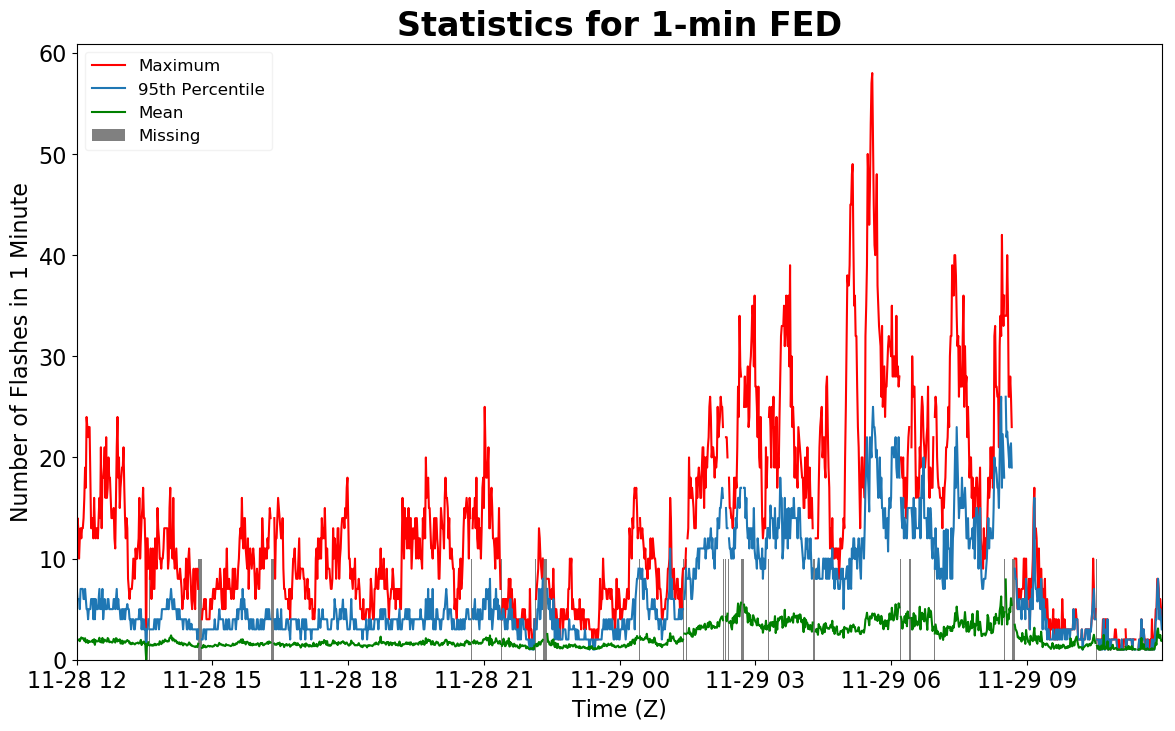 Statistics for 1-min FED
Number of Flashes in 1 Minute
60
50
40
30
20
10
0
Maximum
95th Percentile
Mean
Missing
11-28 12
11-28 15
11-28 18
11-28 21
11-29 00
11-29 03
11-29 06
11-29 09
Time (Z)